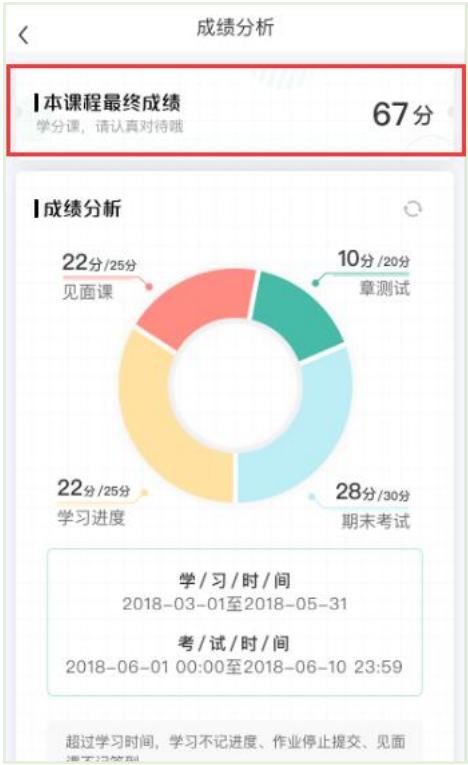 成绩分析
本课程最终成绩
67分
学分课，请认真对待哦
成绩分析
22分/25分
见面课
10分/20分
章测试
22分/25分
学习进度
28分/30分
期末考试
学/习/时/间
2018-03-01至2018-05-31
考/试/时/间
2018-06-01 00:00至2018-06-10 23:59
超过学习时间，学习不记进度、作业停止提交、见面
课不记签到